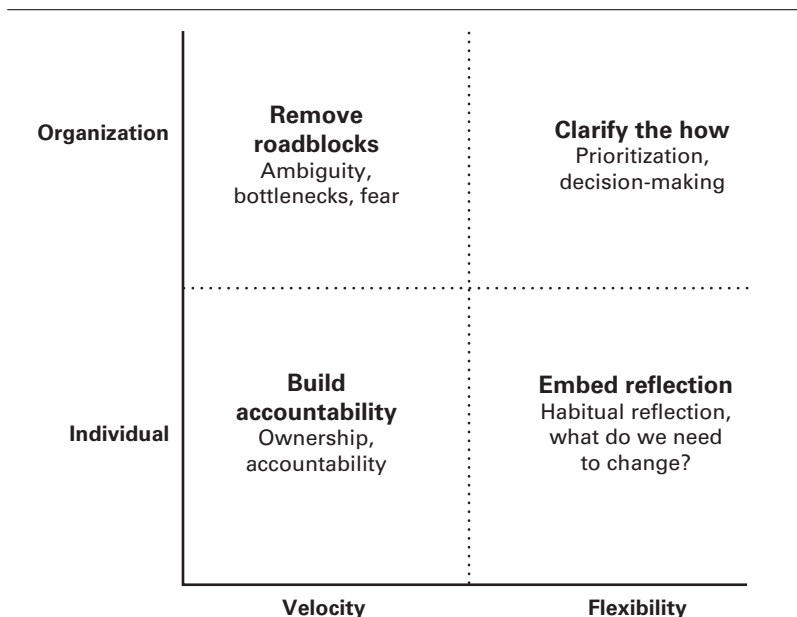 Organization
Remove
roadblocks
Ambiguity,
bottlenecks, fear
Clarify the how
Prioritization,
decision-making
Individual
Build
accountability
Ownership,
accountability
Embed reflection
Habitual reflection,
what do we need
to change?
Velocity
Flexibility